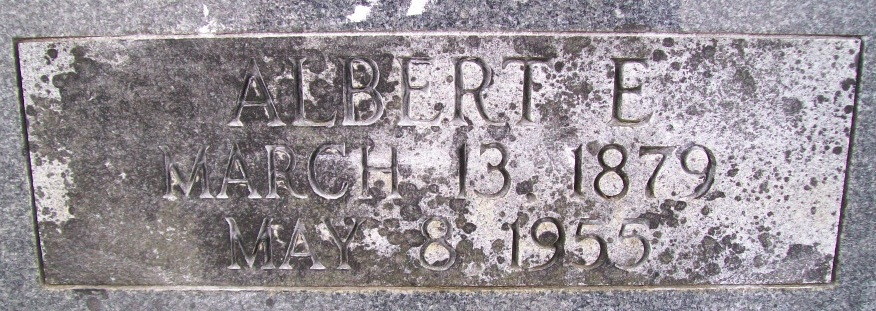 ALBERT E
MARCH 13, 1879
MAY 8 1955